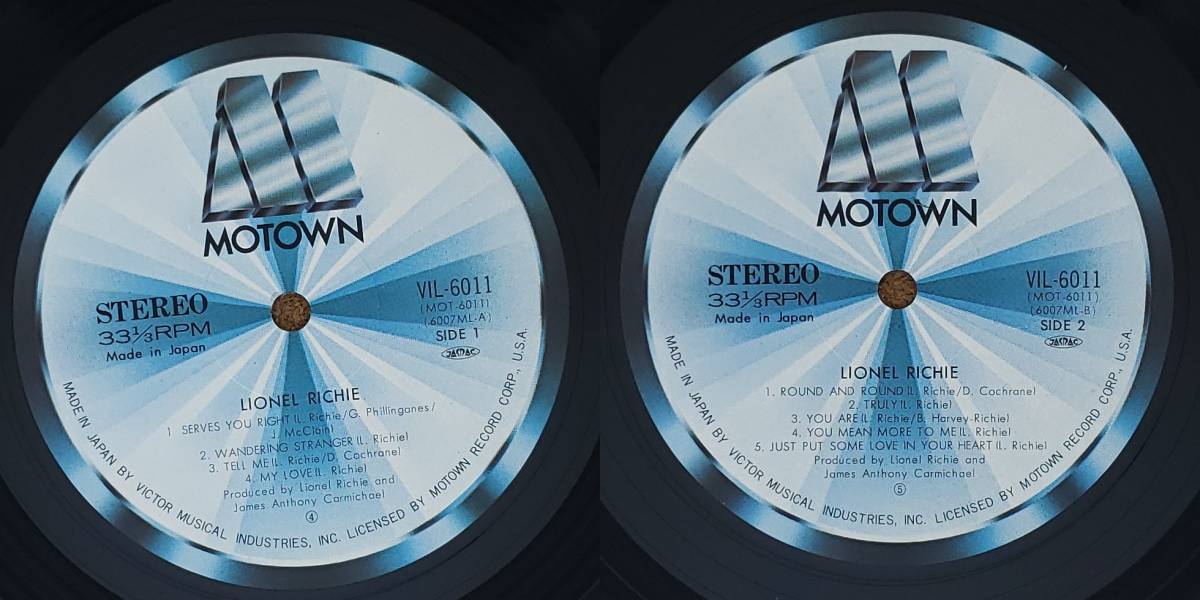 MOTOWN
STEREO
33⅓RPM
Made in Japan
VIL-6011
(MOT-6011)
(6007ML-A)
SIDE 1
JASRAC
LIONEL RICHIE
1 SERVES YOU RIGHT (L. Richie/G. Phillinganes/
J. McClain)
2. WANDERING STRANGER (L. Richie)
3. TELL ME (L. Richie/D. Cochrane)
4. MY LOVE (L. Richie)
Produced by Lionel Richie and
James Anthony Carmichael
④
MADE IN JAPAN BY VICTOR MUSICAL INDUSTRIES, INC. LICENSED BY MOTOWN RECORD CORP., U.S.A.
MOTOWN
STEREO
33⅓RPM
Made in Japan
VIL-6011
(MOT-6011)
(6007ML-B)
SIDE 2
JASRAC
LIONEL RICHIE
1. ROUND AND ROUND (L. Richie/D. Cochrane)
2. TRULY (L. Richie)
3. YOU ARE (L. Richie/B. Harvey-Richie)
4. YOU MEAN MORE TO ME (L. Richie)
5. JUST PUT SOME LOVE IN YOUR HEART (L. Richie)
Produced by Lionel Richie and
James Anthony Carmichael
⑤
MADE IN JAPAN BY VICTOR MUSICAL INDUSTRIES, INC. LICENSED BY MOTOWN RECORD CORP., U.S.A.